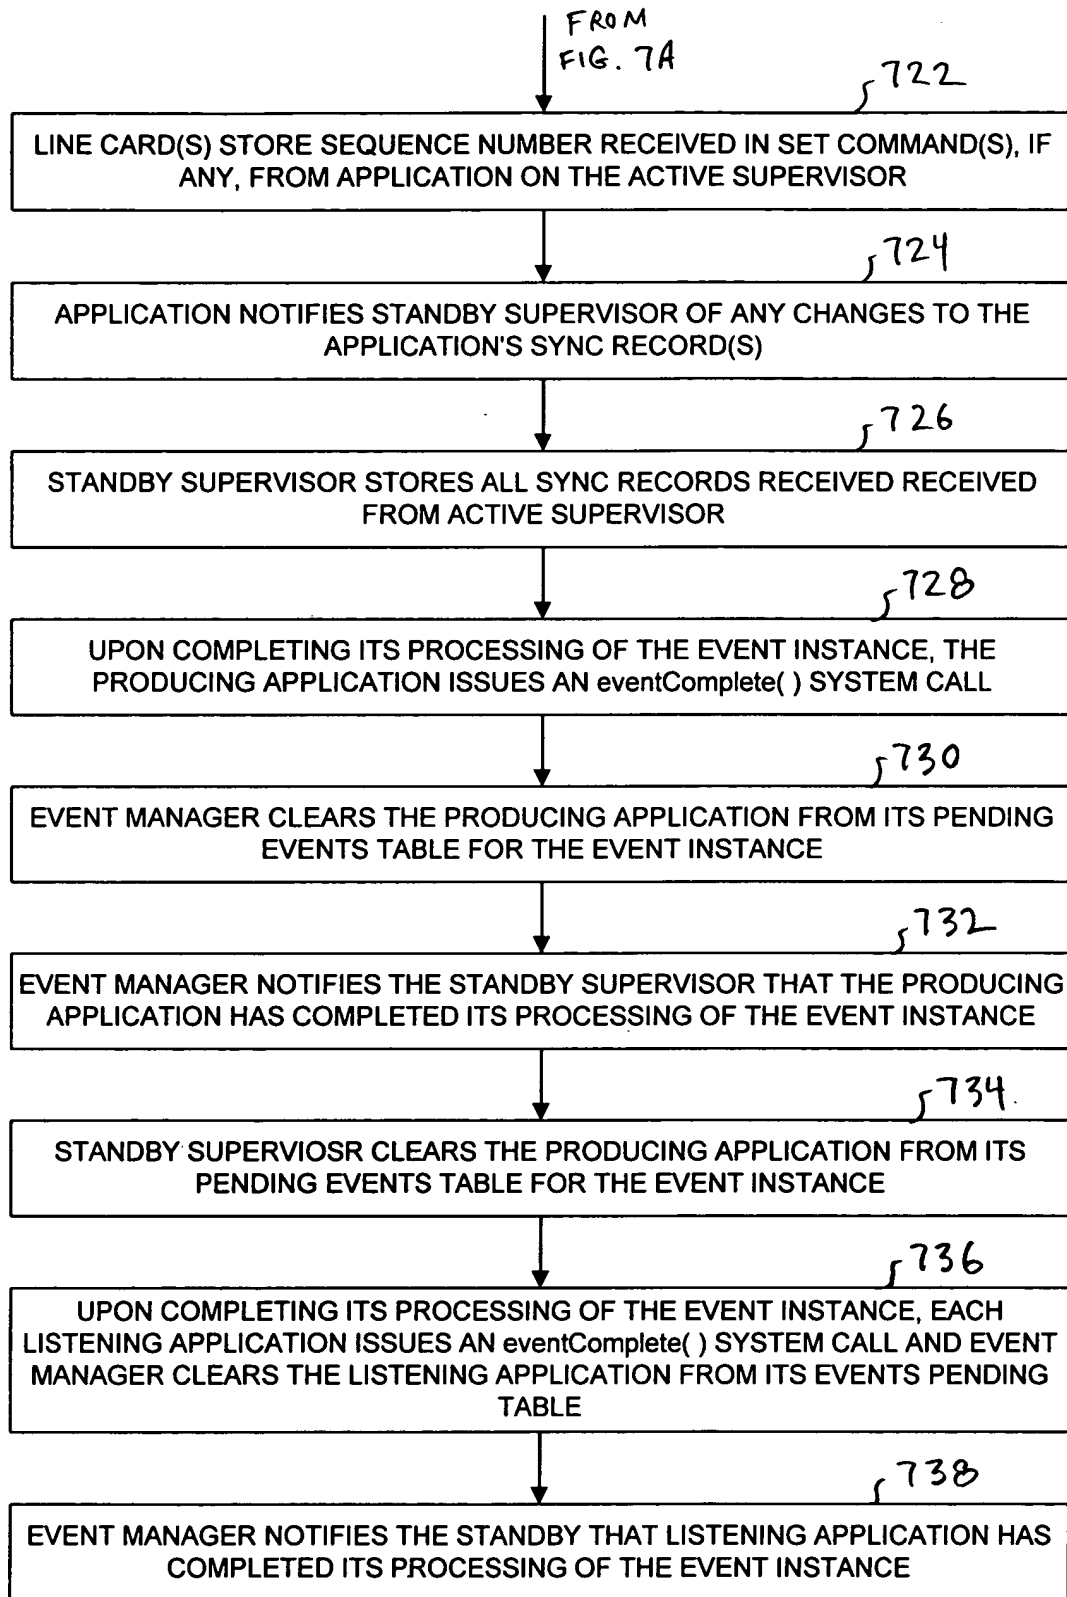 FROM
FIG. 7A
722
LINE CARD(S) STORE SEQUENCE NUMBER RECEIVED IN SET COMMAND(S), IF
ANY, FROM APPLICATION ON THE ACTIVE SUPERVISOR
724
APPLICATION NOTIFIES STANDBY SUPERVISOR OF ANY CHANGES TO THE
APPLICATION'S SYNC RECORD(S)
726
STANDBY SUPERVISOR STORES ALL SYNC RECORDS RECEIVED RECEIVED
FROM ACTIVE SUPERVISOR
728
UPON COMPLETING ITS PROCESSING OF THE EVENT INSTANCE, THE
PRODUCING APPLICATION ISSUES AN eventComplete( ) SYSTEM CALL
730
EVENT MANAGER CLEARS THE PRODUCING APPLICATION FROM ITS PENDING
EVENTS TABLE FOR THE EVENT INSTANCE
732
EVENT MANAGER NOTIFIES THE STANDBY SUPERVISOR THAT THE PRODUCING
APPLICATION HAS COMPLETED ITS PROCESSING OF THE EVENT INSTANCE
734
STANDBY SUPERVIOSR CLEARS THE PRODUCING APPLICATION FROM ITS
PENDING EVENTS TABLE FOR THE EVENT INSTANCE
736
UPON COMPLETING ITS PROCESSING OF THE EVENT INSTANCE, EACH
LISTENING APPLICATION ISSUES AN eventComplete( ) SYSTEM CALL AND EVENT
MANAGER CLEARS THE LISTENING APPLICATION FROM ITS EVENTS PENDING
TABLE
738
EVENT MANAGER NOTIFIES THE STANDBY THAT LISTENING APPLICATION HAS
COMPLETED ITS PROCESSING OF THE EVENT INSTANCE